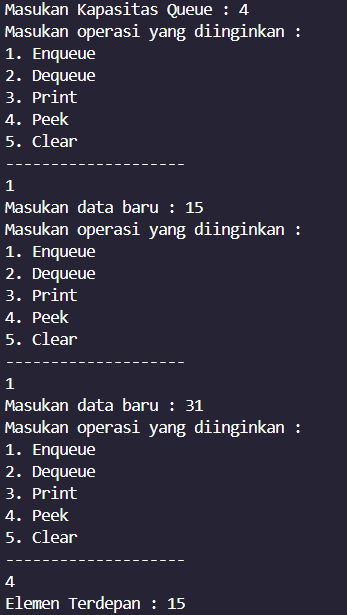 Masukan Kapasitas Queue : 4
Masukan operasi yang diinginkan :
1. Enqueue
2. Dequeue
3. Print
4. Peek
5. Clear
--------------------
1
Masukan data baru : 15
Masukan operasi yang diinginkan :
1. Enqueue
2. Dequeue
3. Print
4. Peek
5. Clear
--------------------
1
Masukan data baru : 31
Masukan operasi yang diinginkan :
1. Enqueue
2. Dequeue
3. Print
4. Peek
5. Clear
--------------------
4
Elemen Terdepan : 15